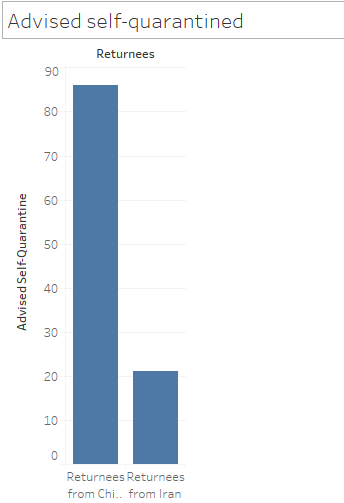 Advised self-quarantined
Returnees
Advised Self-Quarantine
90
80
70
60
50
40
30
20
10
0
Returnees Returnees
from Chi.. from Iran